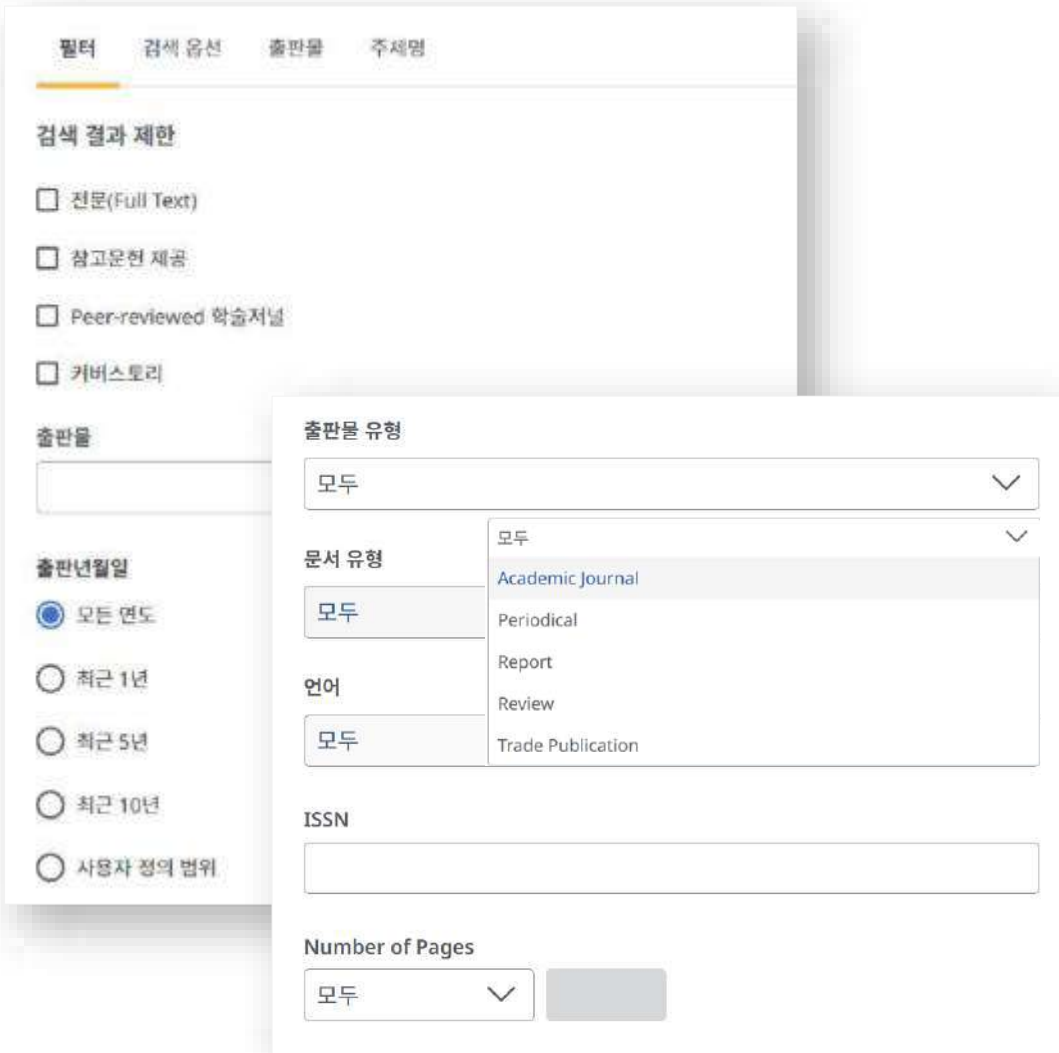 필터 검색 옵션 출판물 주제명
검색 결과 제한
전문(Full Text)
참고문헌 제공
Peer-reviewed 학술저널
커버스토리
출판물
출판년월일
모든 연도
최근 1년
최근 5년
최근 10년
사용자 정의 범위
출판물 유형
모두
모두
문서 유형
Academic Journal
모두
Periodical
Report
언어
Review
모두
Trade Publication
ISSN
Number of Pages
모두